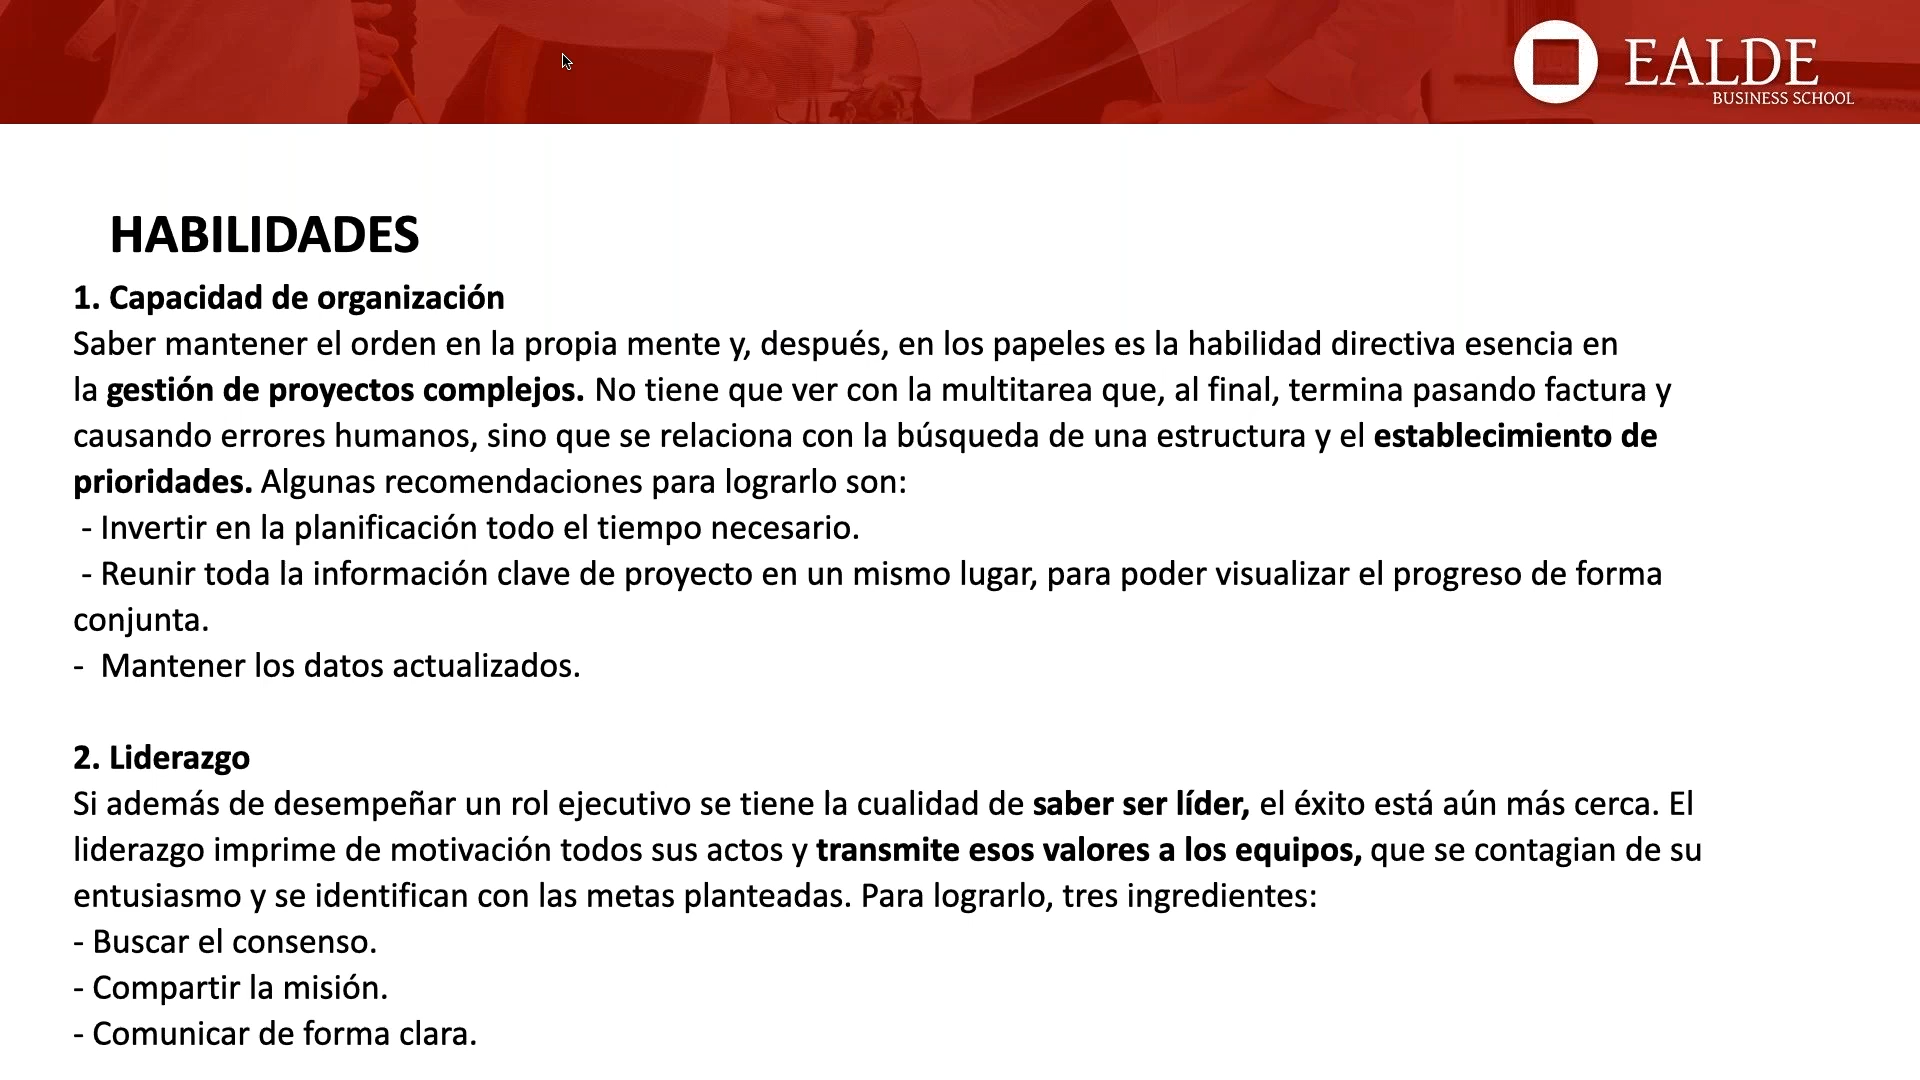 EALDE
BUSINESS SCHOOL
HABILIDADES
1. Capacidad de organización
Saber mantener el orden en la propia mente y, después, en los papeles es la habilidad directiva esencia en
la gestión de proyectos complejos. No tiene que ver con la multitarea que, al final, termina pasando factura y
causando errores humanos, sino que se relaciona con la búsqueda de una estructura y el establecimiento de
prioridades. Algunas recomendaciones para lograrlo son:
- Invertir en la planificación todo el tiempo necesario.
- Reunir toda la información clave de proyecto en un mismo lugar, para poder visualizar el progreso de forma
conjunta.
- Mantener los datos actualizados.
2. Liderazgo
Si además de desempeñar un rol ejecutivo se tiene la cualidad de saber ser líder, el éxito está aún más cerca. El
liderazgo imprime de motivación todos sus actos y transmite esos valores a los equipos, que se contagian de su
entusiasmo y se identifican con las metas planteadas. Para lograrlo, tres ingredientes:
- Buscar el consenso.
- Compartir la misión.
- Comunicar de forma clara.